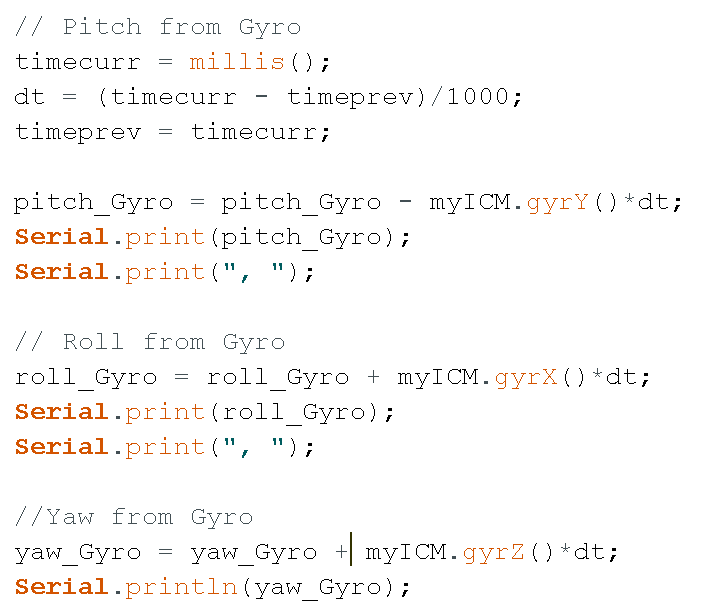 // Pitch from Gyro
timecurr = millis();
dt = (timecurr - timeprev)/1000;
timeprev = timecurr;
pitch_Gyro = pitch_Gyro - myICM.gyrY()*dt;
Serial.print(pitch_Gyro);
Serial.print(", ");
// Roll from Gyro
roll_Gyro = roll_Gyro + myICM.gyrX()*dt;
Serial.print(roll_Gyro);
Serial.print(", ");
//Yaw from Gyro
yaw_Gyro = yaw_Gyro + myICM.gyrZ()*dt;
Serial.println(yaw_Gyro);